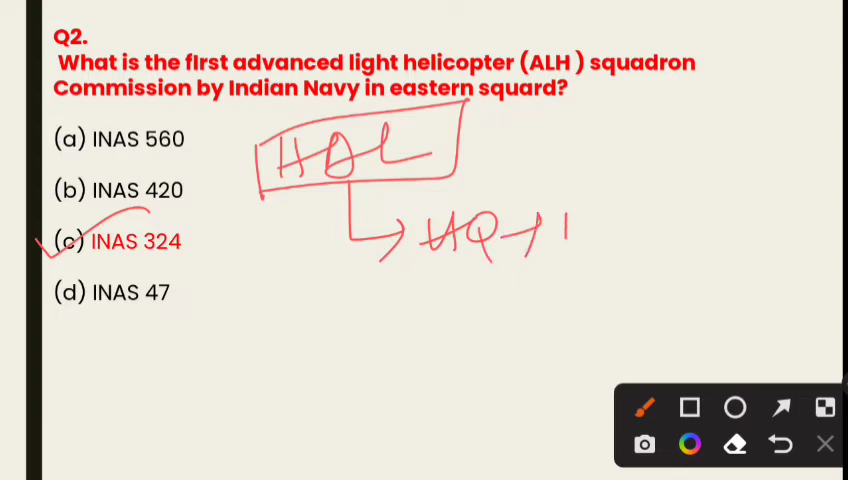 Q2.
What is the fIrst advanced light helicopter (ALH ) squadron
Commission by Indian Navy in eastern squard?
(a) INAS 560
HAL
(b) INAS 420
(c) INAS 324
HQ →
(d) INAS 47